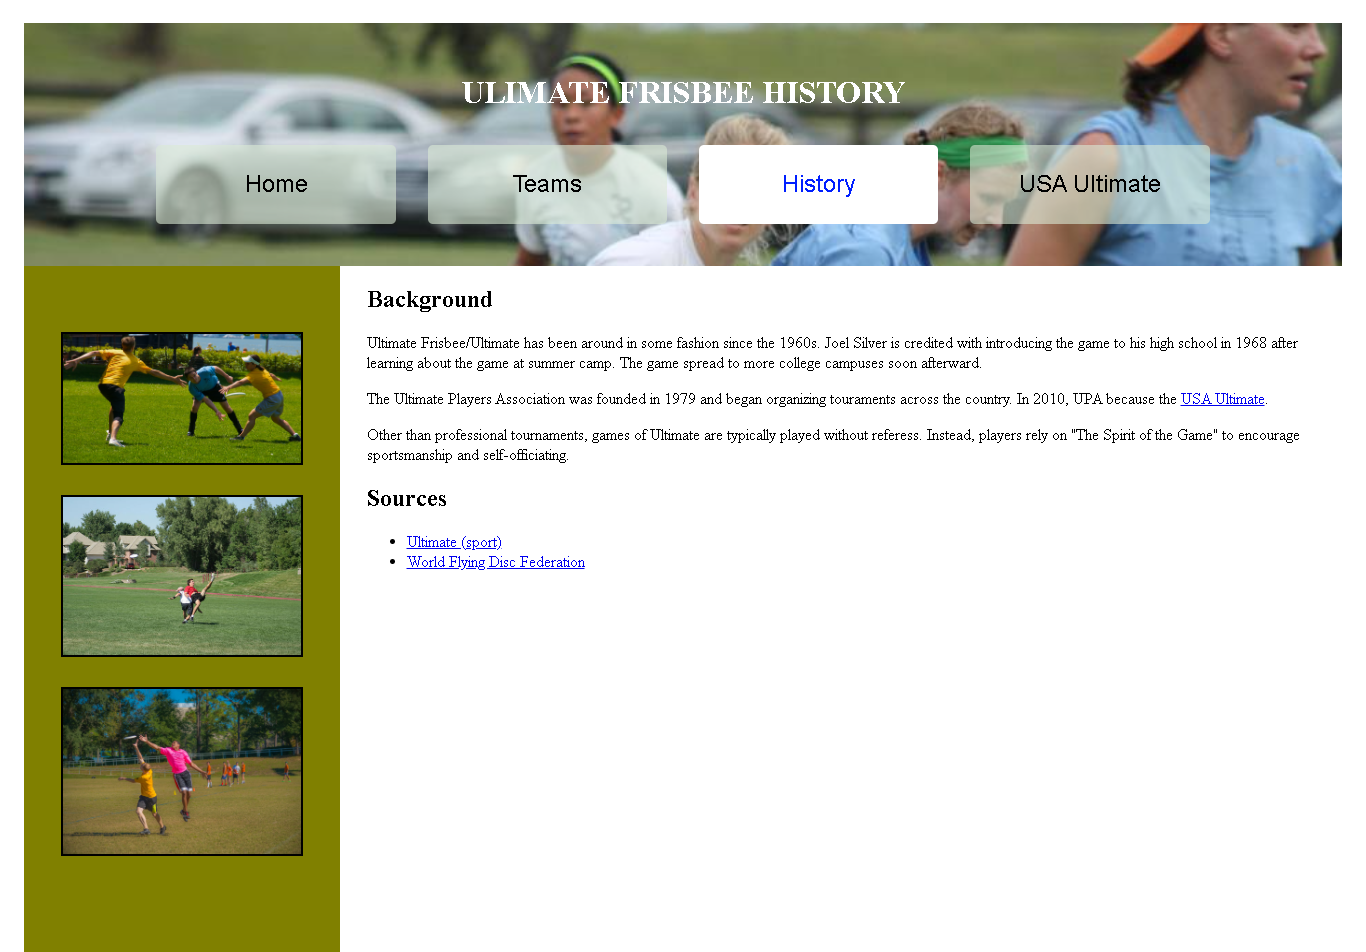 ULIMATE FRISBEE HISTORY
Home
Teams
History
USA Ultimate
Background
Ultimate Frisbee/Ultimate has been around in some fashion since the 1960s. Joel Silver is credited with introducing the game to his high school in 1968 after
learning about the game at summer camp. The game spread to more college campuses soon afterward.
The Ultimate Players Association was founded in 1979 and began organizing touraments across the country. In 2010, UPA because the USA Ultimate.
Other than professional tournaments, games of Ultimate are typically played without referess. Instead, players rely on "The Spirit of the Game" to encourage
sportsmanship and self-officiating.
Sources
Ultimate (sport)
World Flying Disc Federation